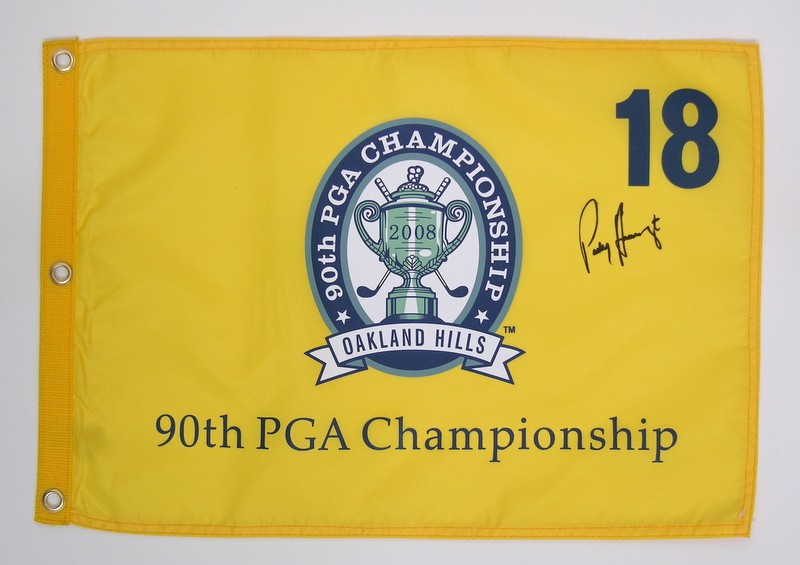 18
90th PGA CHAMPIONSHIP
2008
OAKLAND HILLS
TM
90th PGA Championship